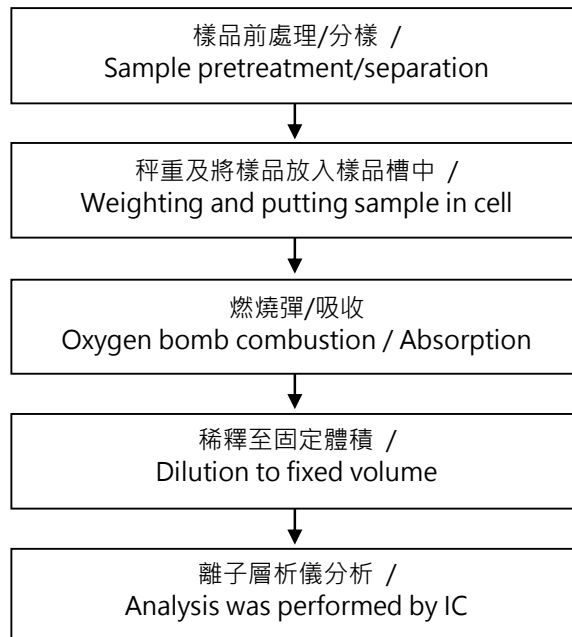 樣品前處理/分樣 /
Sample pretreatment/separation
秤重及將樣品放入樣品槽中 /
Weighting and putting sample in cell
燃燒彈/吸收
Oxygen bomb combustion / Absorption
稀釋至固定體積 /
Dilution to fixed volume
離子層析儀分析 /
Analysis was performed by IC